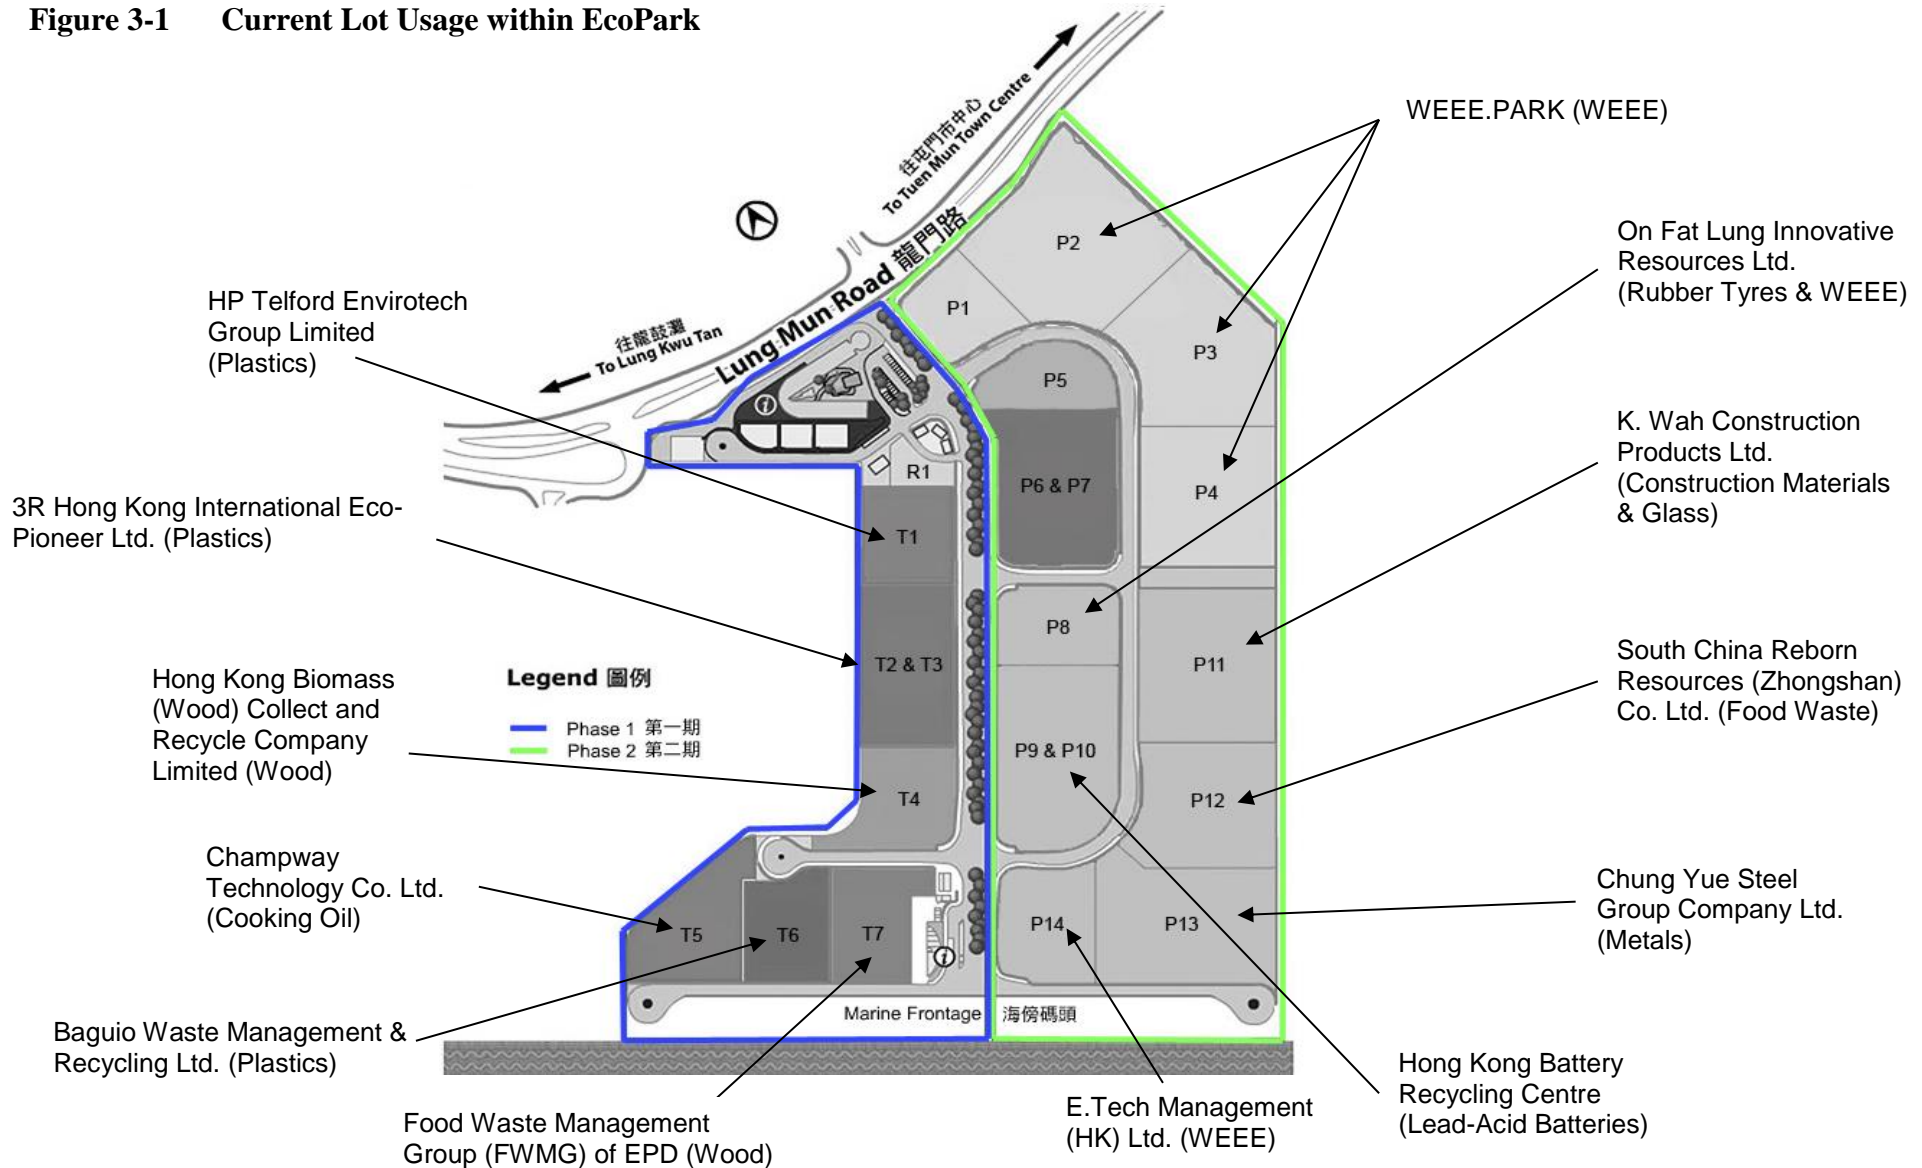 Figure 3-1 Current Lot Usage within EcoPark
往屯門市中心
To Tuen Mun Town Centre
往龍鼓灘
To Lung Kwu Tan
Lung Mun Road 龍門路
WEEE.PARK (WEEE)
On Fat Lung Innovative
Resources Ltd.
(Rubber Tyres & WEEE)
K. Wah Construction
Products Ltd.
(Construction Materials
& Glass)
South China Reborn
Resources (Zhongshan)
Co. Ltd. (Food Waste)
Chung Yue Steel
Group Company Ltd.
(Metals)
Hong Kong Battery
Recycling Centre
(Lead-Acid Batteries)
E.Tech Management
(HK) Ltd. (WEEE)
Food Waste Management
Group (FWMG) of EPD (Wood)
Baguio Waste Management &
Recycling Ltd. (Plastics)
Champway
Technology Co. Ltd.
(Cooking Oil)
Hong Kong Biomass
(Wood) Collect and
Recycle Company
Limited (Wood)
3R Hong Kong International Eco-
Pioneer Ltd. (Plastics)
HP Telford Envirotech
Group Limited
(Plastics)
Legend 圖例
Phase 1 第一期
Phase 2 第二期
P1
P2
P3
P4
P5
P6 & P7
P8
P9 & P10
P11
P12
P13
P14
R1
T1
T2 & T3
T4
T5
T6
T7
i
i
Marine Frontage 海傍碼頭